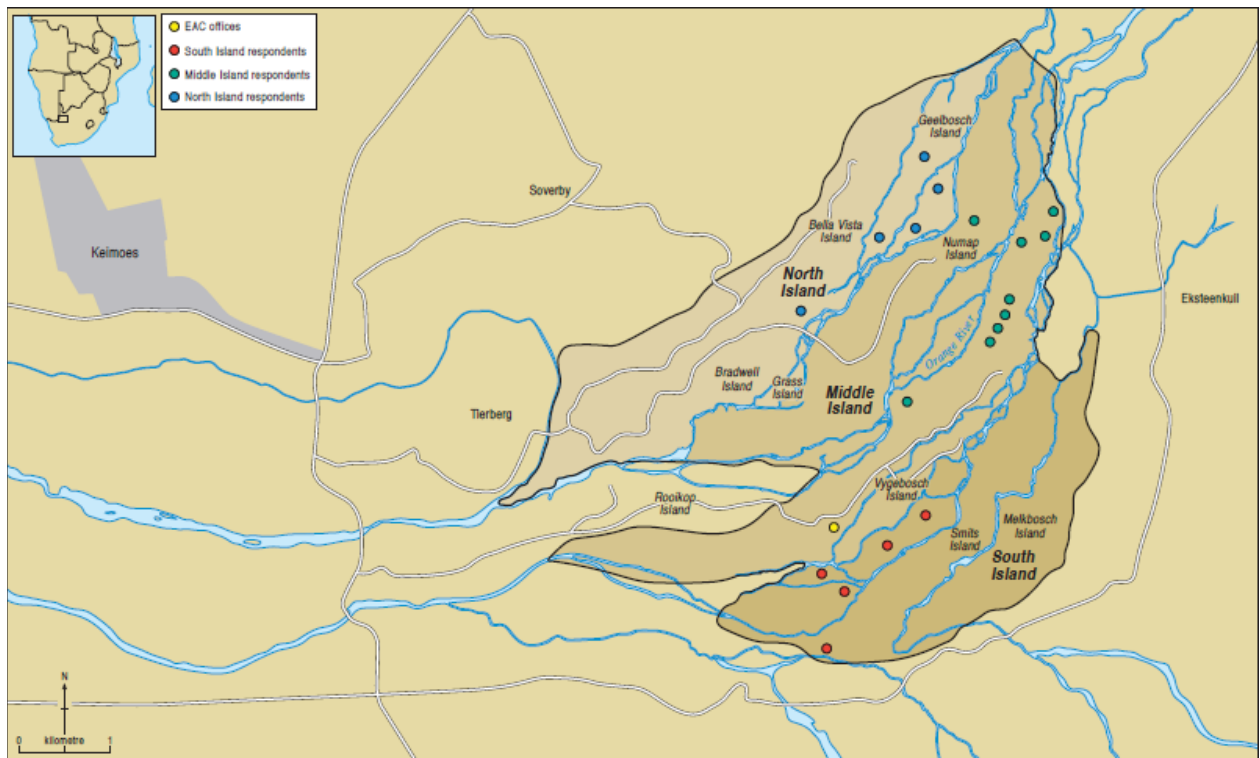 EAC offices
South Island respondents
Middle Island respondents
North Island respondents
Geelbosch
Island
Soverby
Bella Vista
Island
Numap
Island
Keimoes
North
Island
Eksteenkull
Orange River
Bradwell
Island
Grass
Island
Middle
Island
Tierberg
Vygebosch
Island
Rooikop
Island
Smits
Island
Melkbosch
Island
South
Island
N
0 kilometre 1